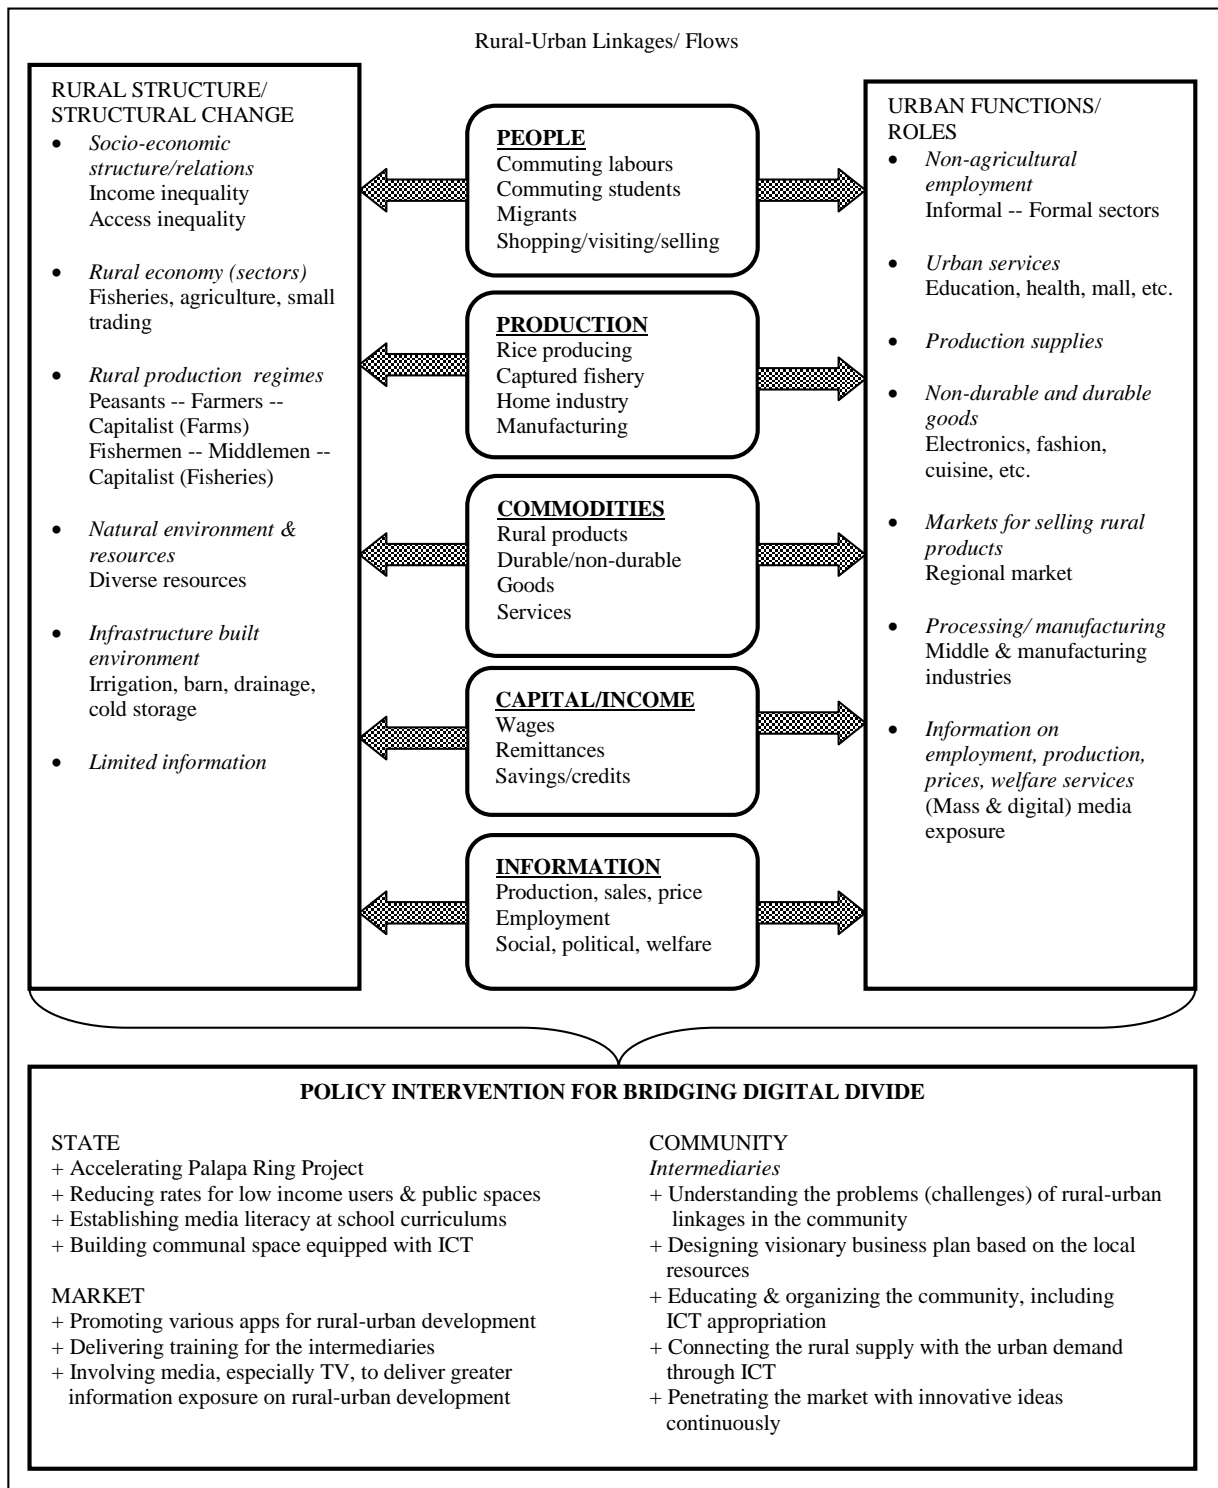 Rural-Urban Linkages/ Flows
RURAL STRUCTURE/
STRUCTURAL CHANGE
• Socio-economic
structure/relations
Income inequality
Access inequality
• Rural economy (sectors)
Fisheries, agriculture, small
trading
• Rural production regimes
Peasants -- Farmers --
Capitalist (Farms)
Fishermen -- Middlemen --
Capitalist (Fisheries)
• Natural environment &
resources
Diverse resources
• Infrastructure built
environment
Irrigation, barn, drainage,
cold storage
• Limited information
PEOPLE
Commuting labours
Commuting students
Migrants
Shopping/visiting/selling
PRODUCTION
Rice producing
Captured fishery
Home industry
Manufacturing
COMMODITIES
Rural products
Durable/non-durable
Goods
Services
CAPITAL/INCOME
Wages
Remittances
Savings/credits
INFORMATION
Production, sales, price
Employment
Social, political, welfare
URBAN FUNCTIONS/
ROLES
• Non-agricultural
employment
Informal -- Formal sectors
• Urban services
Education, health, mall, etc.
• Production supplies
• Non-durable and durable
goods
Electronics, fashion,
cuisine, etc.
• Markets for selling rural
products
Regional market
• Processing/ manufacturing
Middle & manufacturing
industries
• Information on
employment, production,
prices, welfare services
(Mass & digital) media
exposure
POLICY INTERVENTION FOR BRIDGING DIGITAL DIVIDE
STATE
+ Accelerating Palapa Ring Project
+ Reducing rates for low income users & public spaces
+ Establishing media literacy at school curriculums
+ Building communal space equipped with ICT
MARKET
+ Promoting various apps for rural-urban development
+ Delivering training for the intermediaries
+ Involving media, especially TV, to deliver greater
information exposure on rural-urban development
COMMUNITY
Intermediaries
+ Understanding the problems (challenges) of rural-urban
linkages in the community
+ Designing visionary business plan based on the local
resources
+ Educating & organizing the community, including
ICT appropriation
+ Connecting the rural supply with the urban demand
through ICT
+ Penetrating the market with innovative ideas
continuously